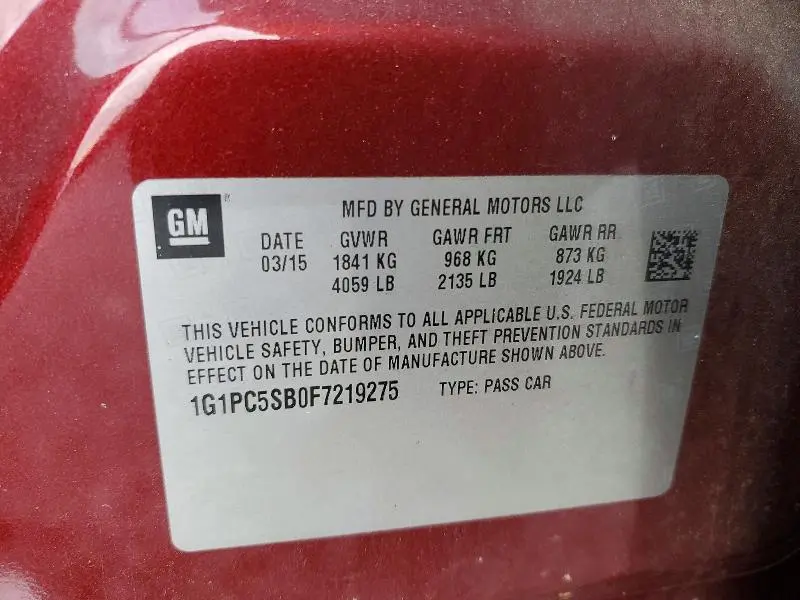 GM
MFD BY GENERAL MOTORS LLC
DATE GVWR GAWR FRT GAWR RR
03/15 1841 KG 968 KG 873 KG
4059 LB 2135 LB 1924 LB
THIS VEHICLE CONFORMS TO ALL APPLICABLE U.S. FEDERAL MOTOR
VEHICLE SAFETY, BUMPER, AND THEFT PREVENTION STANDARDS IN
EFFECT ON THE DATE OF MANUFACTURE SHOWN ABOVE.
1G1PC5SB0F7219275 TYPE: PASS CAR